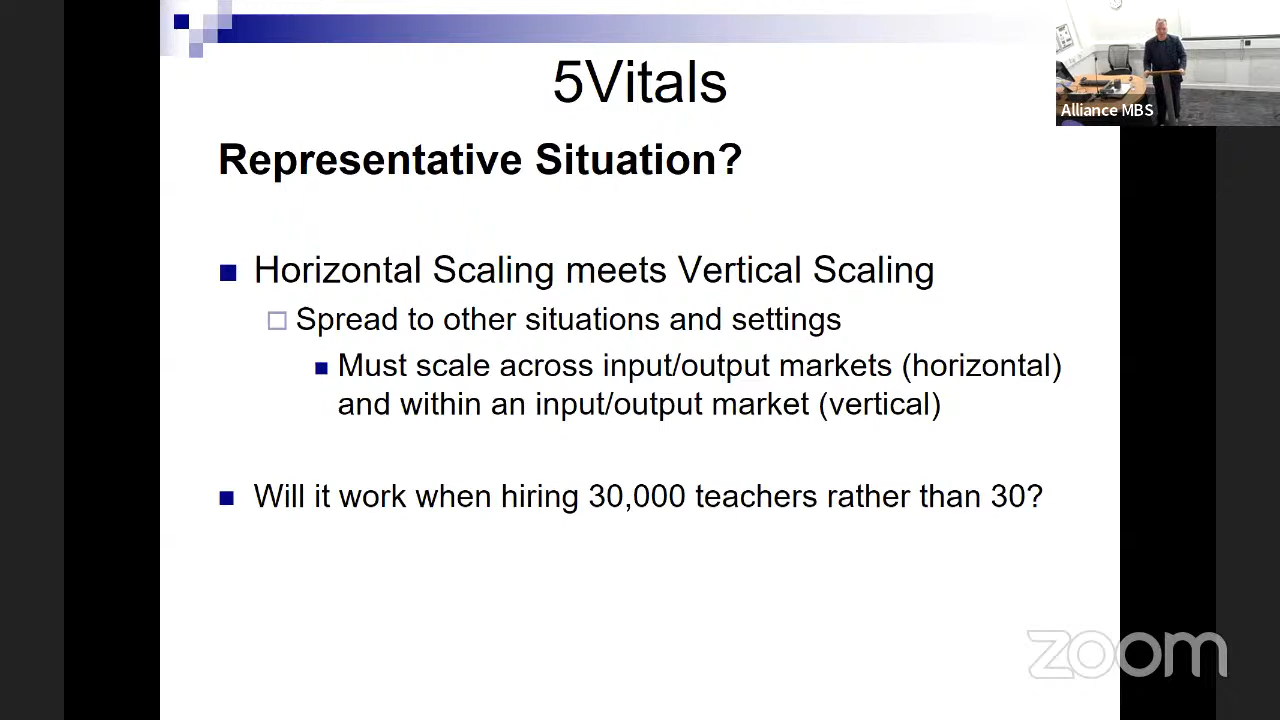 5Vitals
Alliance MBS
Representative Situation?
Horizontal Scaling meets Vertical Scaling
Spread to other situations and settings
Must scale across input/output markets (horizontal)
and within an input/output market (vertical)
Will it work when hiring 30,000 teachers rather than 30?
zoom